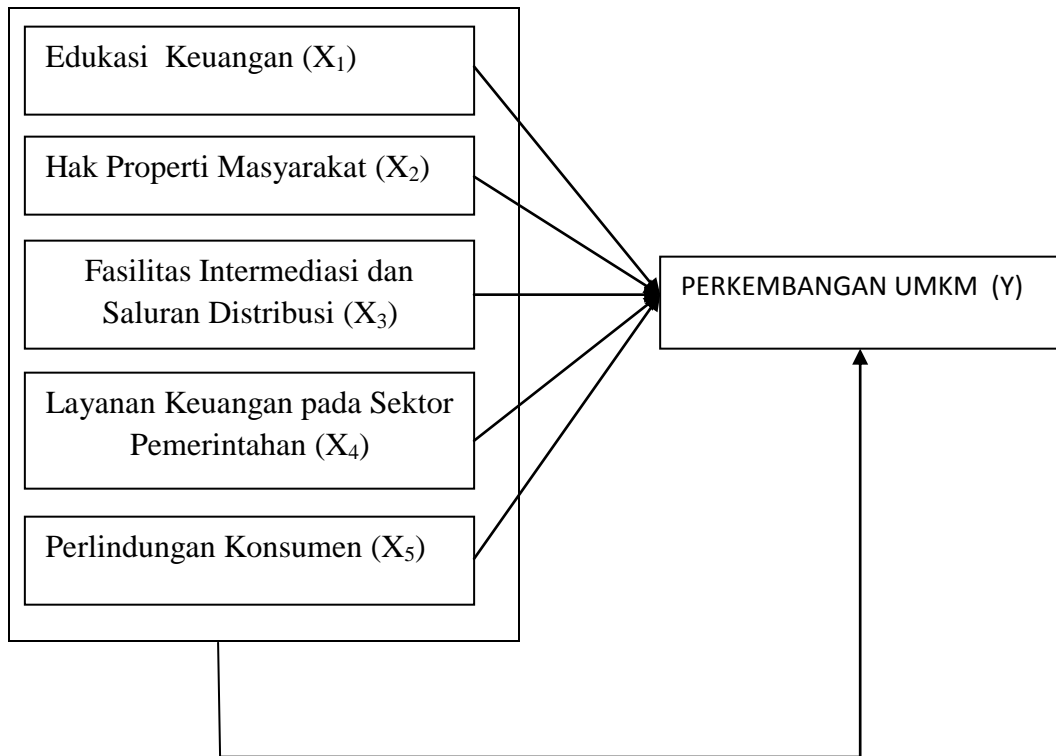 Edukasi Keuangan (X₁)
Hak Properti Masyarakat (X₂)
Fasilitas Intermediasi dan
Saluran Distribusi (X₃)
Layanan Keuangan pada Sektor
Pemerintahan (X₄)
Perlindungan Konsumen (X₅)
PERKEMBANGAN UMKM (Y)